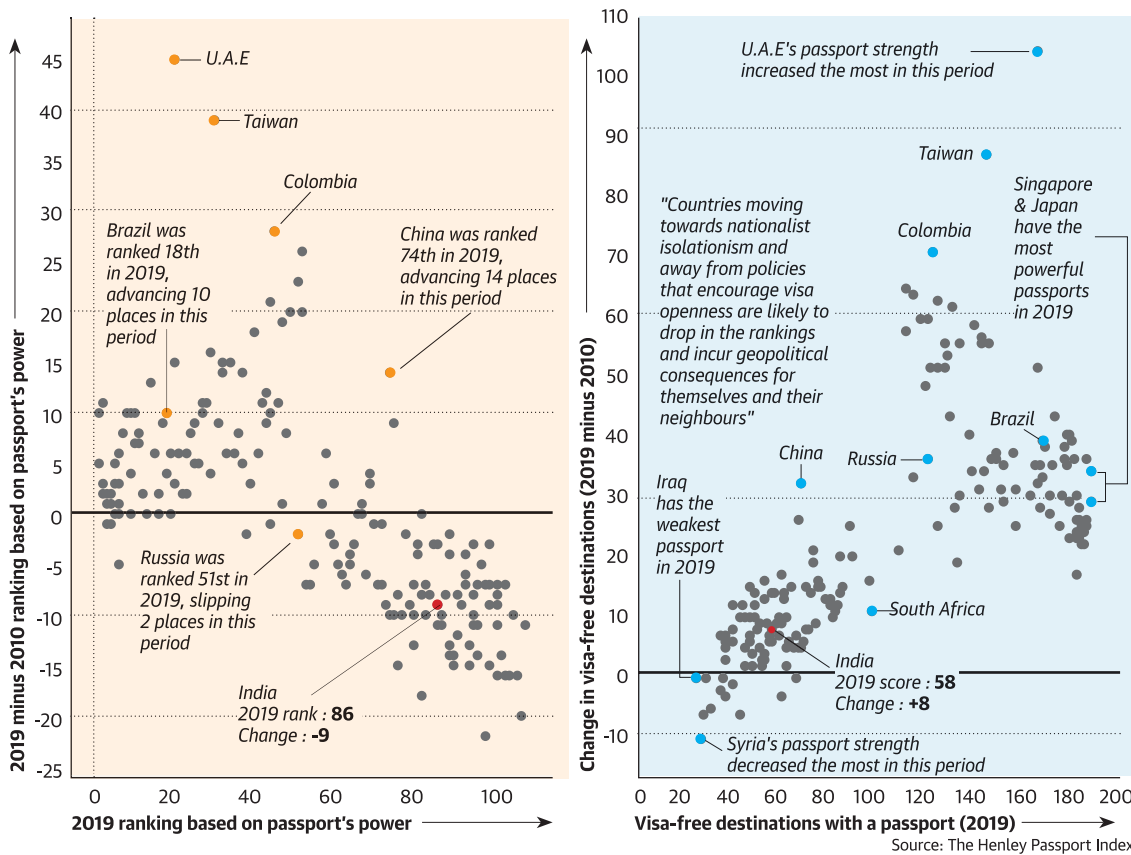 2019 minus 2010 ranking based on passport's power
45
40
35
30
25
20
15
10
5
0
-5
-10
-15
-20
-25
U.A.E
Taiwan
Colombia
Brazil was
ranked 18th
in 2019,
advancing 10
places in this
period
China was ranked
74th in 2019,
advancing 14 places
in this period
Russia was
ranked 51st in
2019, slipping
2 places in this
period
India
2019 rank : 86
Change : -9
0 20 40 60 80 100
2019 ranking based on passport's power
Change in visa-free destinations (2019 minus 2010)
110
100
90
80
70
60
50
40
30
20
10
0
-10
U.A.E's passport strength
increased the most in this period
Taiwan
Singapore
& Japan
have the
most
powerful
passports
in 2019
"Countries moving
towards nationalist
isolationism and
away from policies
that encourage visa
openness are likely to
drop in the rankings
and incur geopolitical
consequences for
themselves and their
neighbours"
Colombia
Brazil
China
Russia
Iraq
has the
weakest
passport
in 2019
South Africa
India
2019 score : 58
Change : +8
Syria's passport strength
decreased the most in this period
0 20 40 60 80 100 120 140 160 180 200
Visa-free destinations with a passport (2019)
Source: The Henley Passport Index